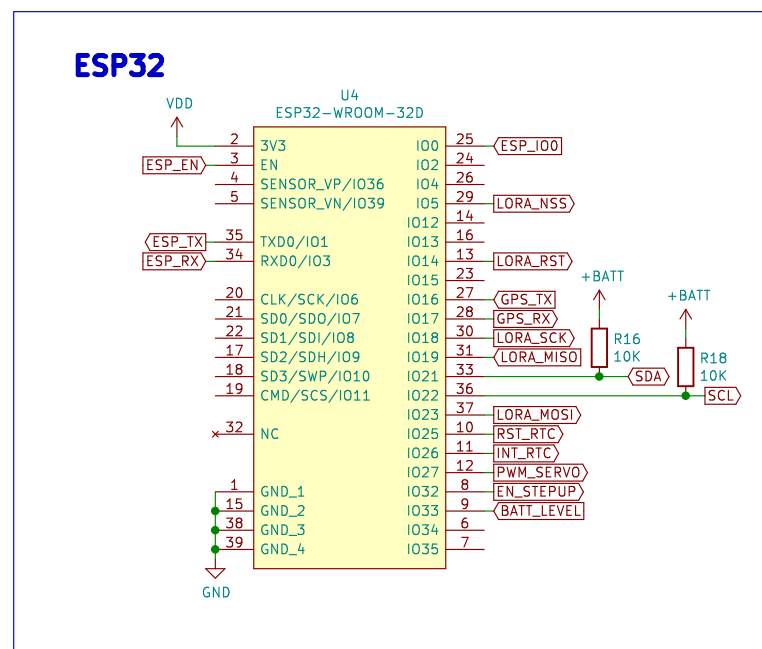 ESP32
U4
ESP32-WROOM-32D
VDD
2 3V3
ESP_EN 3 EN
4 SENSOR_VP/IO36
5 SENSOR_VN/IO39
ESP_TX 35 TXD0/IO1
ESP_RX 34 RXD0/IO3
20 CLK/SCK/IO6
21 SD0/SDO/IO7
22 SD1/SDI/IO8
17 SD2/SDH/IO9
18 SD3/SWP/IO10
19 CMD/SCS/IO11
32 NC
1 GND_1
15 GND_2
38 GND_3
39 GND_4
GND
IO0 25 ESP_IO0
IO2 24
IO4 26
IO5 29 LORA_NSS
IO12 14
IO13 16
IO14 13 LORA_RST
IO15 23
IO16 27 GPS_TX
IO17 28 GPS_RX
IO18 30 LORA_SCK
IO19 31 LORA_MISO
IO21 33 SDA
IO22 36 SCL
IO23 37 LORA_MOSI
IO25 10 RST_RTC
IO26 11 INT_RTC
IO27 12 PWM_SERVO
IO32 8 EN_STEPUP
IO33 9 BATT_LEVEL
IO34 6
IO35 7
+BATT
R16
10K
+BATT
R18
10K